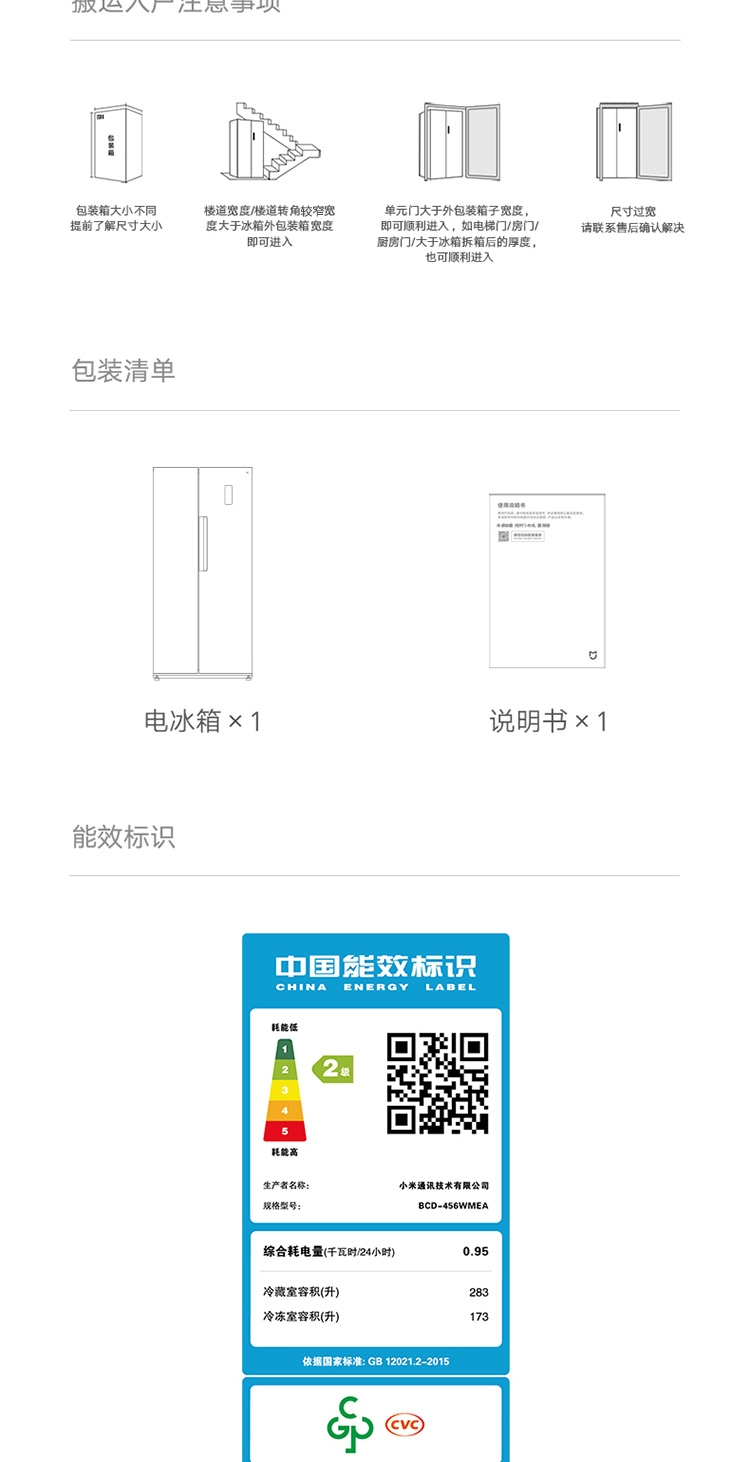 搬运入户注意事项
包装箱
包装箱大小不同
提前了解尺寸大小
楼道宽度/楼道转角较窄宽
度大于冰箱外包装箱宽度
即可进入
单元门大于外包装箱子宽度,
即可顺利进入, 如电梯门/房门/
厨房门/大于冰箱拆箱后的厚度,
也可顺利进入
尺寸过宽
请联系售后确认解决
包装清单
使用说明书
电冰箱 × 1
说明书 × 1
能效标识
中国能效标识
CHINA ENERGY LABEL
耗能低
1
2
3
4
5
2级
耗能高
生产者名称:
小米通讯技术有限公司
规格型号:
BCD-456WMEA
综合耗电量(千瓦时/24小时)
0.95
冷藏室容积(升)
283
冷冻室容积(升)
173
依据国家标准: GB 12021.2-2015
CGP
CVC